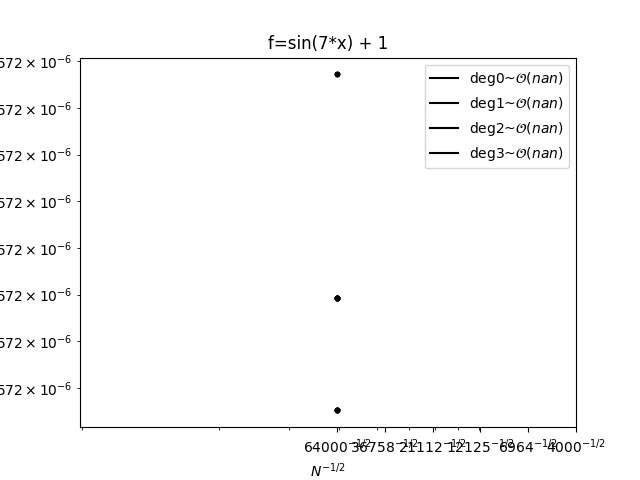 f=sin(7*x) + 1
deg0~𝒪(nan)
deg1~𝒪(nan)
deg2~𝒪(nan)
deg3~𝒪(nan)
572 × 10⁻⁶
572 × 10⁻⁶
572 × 10⁻⁶
572 × 10⁻⁶
572 × 10⁻⁶
572 × 10⁻⁶
572 × 10⁻⁶
572 × 10⁻⁶
64000⁻¹/² 36758⁻¹/² 21112⁻¹/² 12125⁻¹/² 6964⁻¹/² 4000⁻¹/²
N⁻¹/²